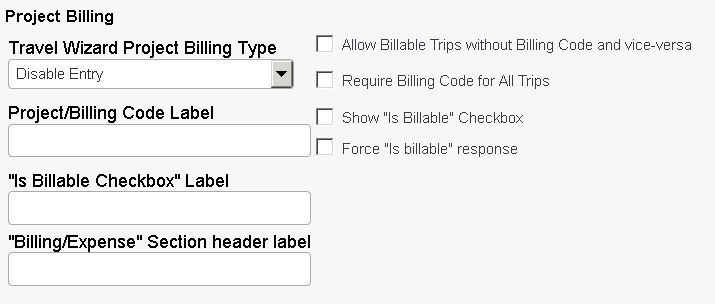 Project Billing
Travel Wizard Project Billing Type
Disable Entry
Project/Billing Code Label
"Is Billable Checkbox" Label
"Billing/Expense" Section header label
Allow Billable Trips without Billing Code and vice-versa
Require Billing Code for All Trips
Show "Is Billable" Checkbox
Force "Is billable" response